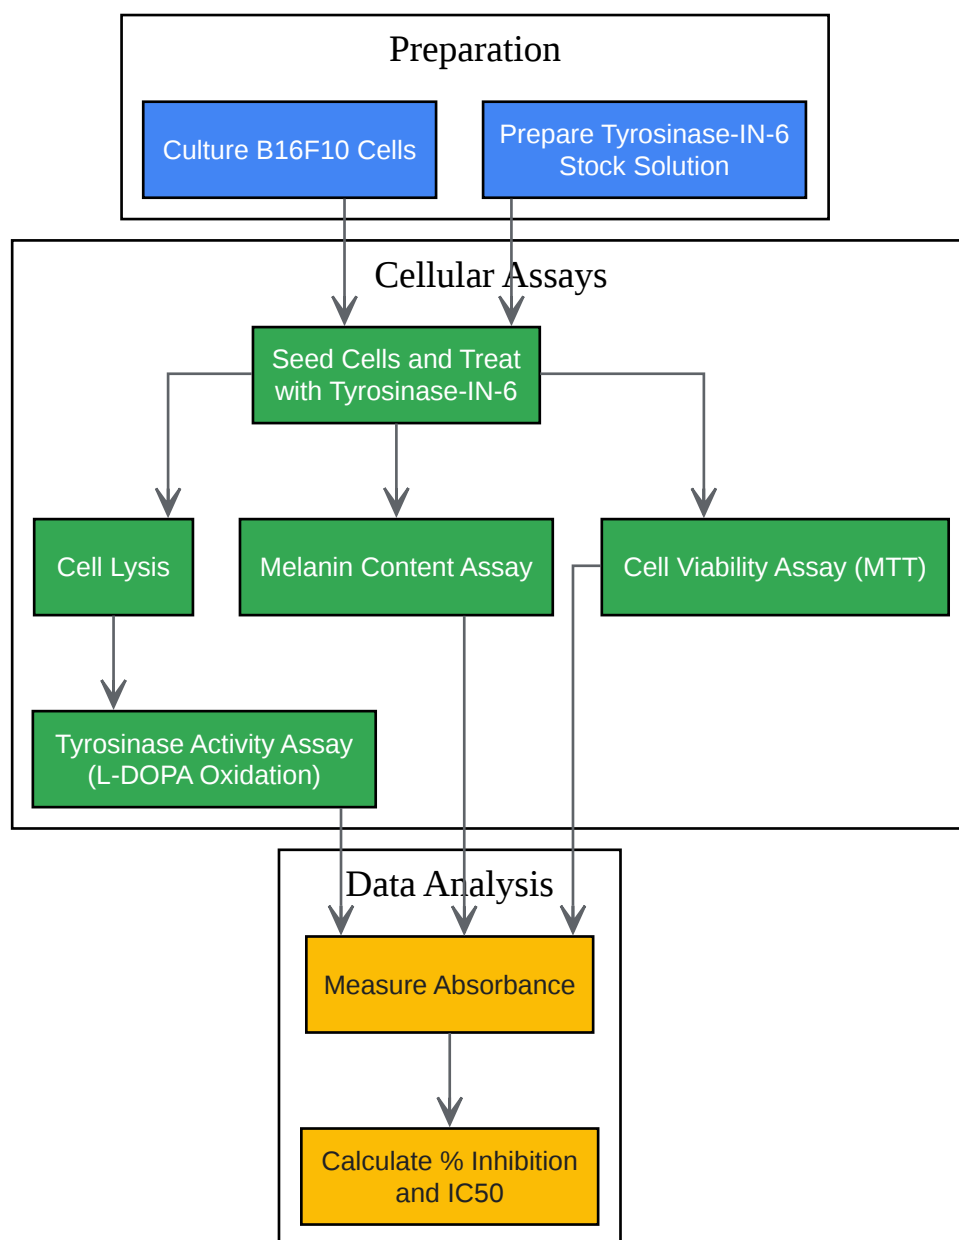 Preparation
Culture B16F10 Cells
Prepare Tyrosinase-IN-6
Stock Solution
Cellular Assays
Seed Cells and Treat
with Tyrosinase-IN-6
Cell Lysis
Melanin Content Assay
Cell Viability Assay (MTT)
Tyrosinase Activity Assay
(L-DOPA Oxidation)
Data Analysis
Measure Absorbance
Calculate % Inhibition
and IC50